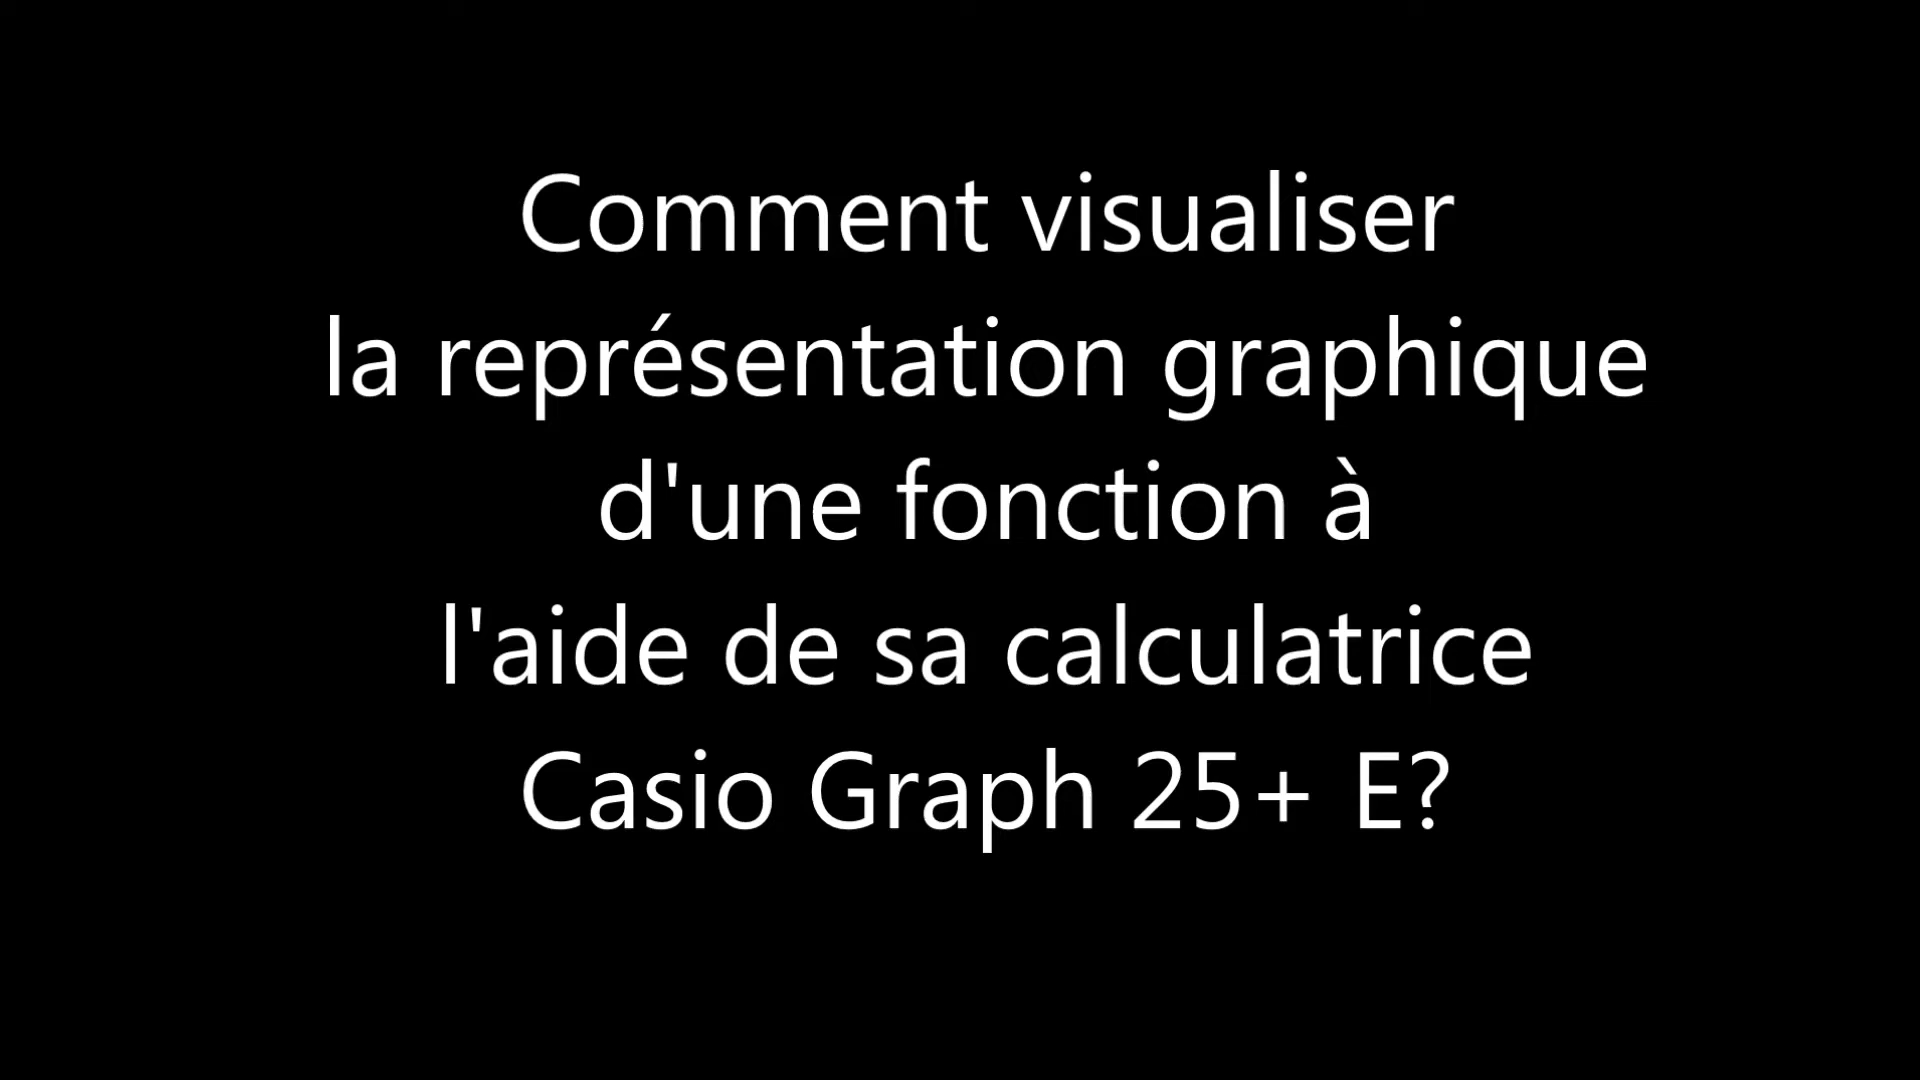 Comment visualiser
la représentation graphique
d'une fonction à
l'aide de sa calculatrice
Casio Graph 25+ E?